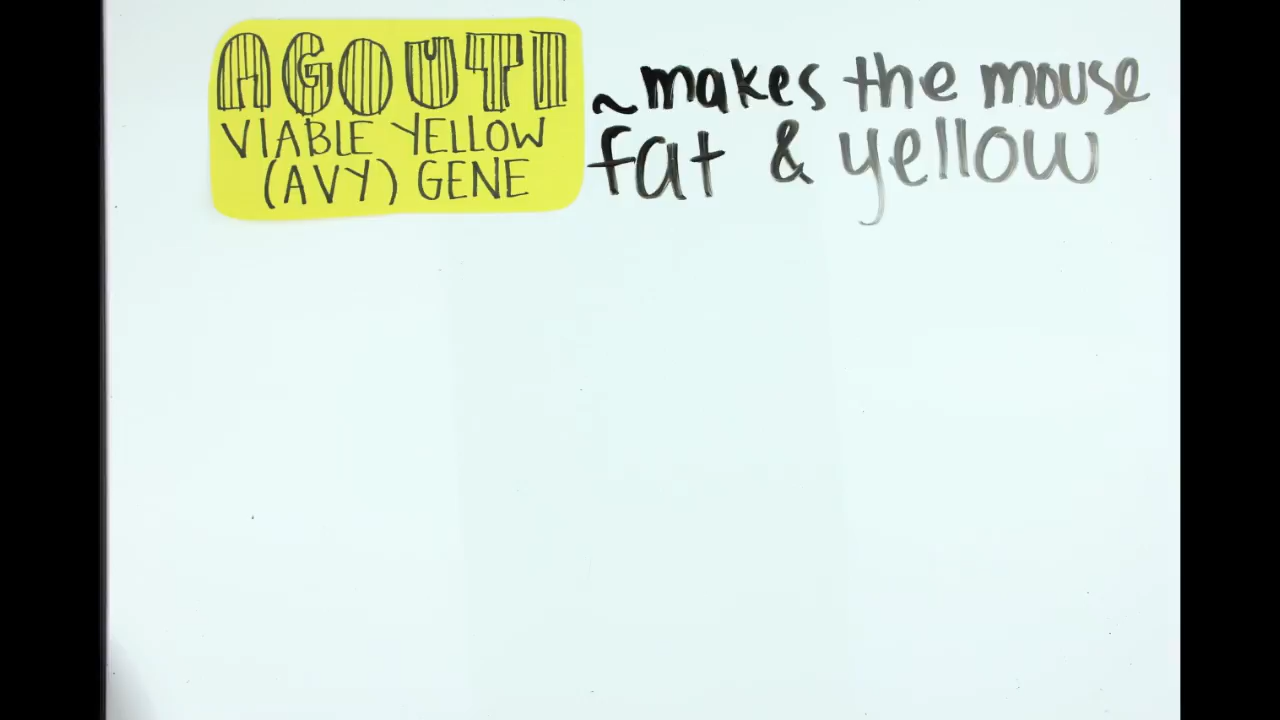 AGOUTI
VIABLE YELLOW
(AVY) GENE
~makes the mouse
fat & yellow